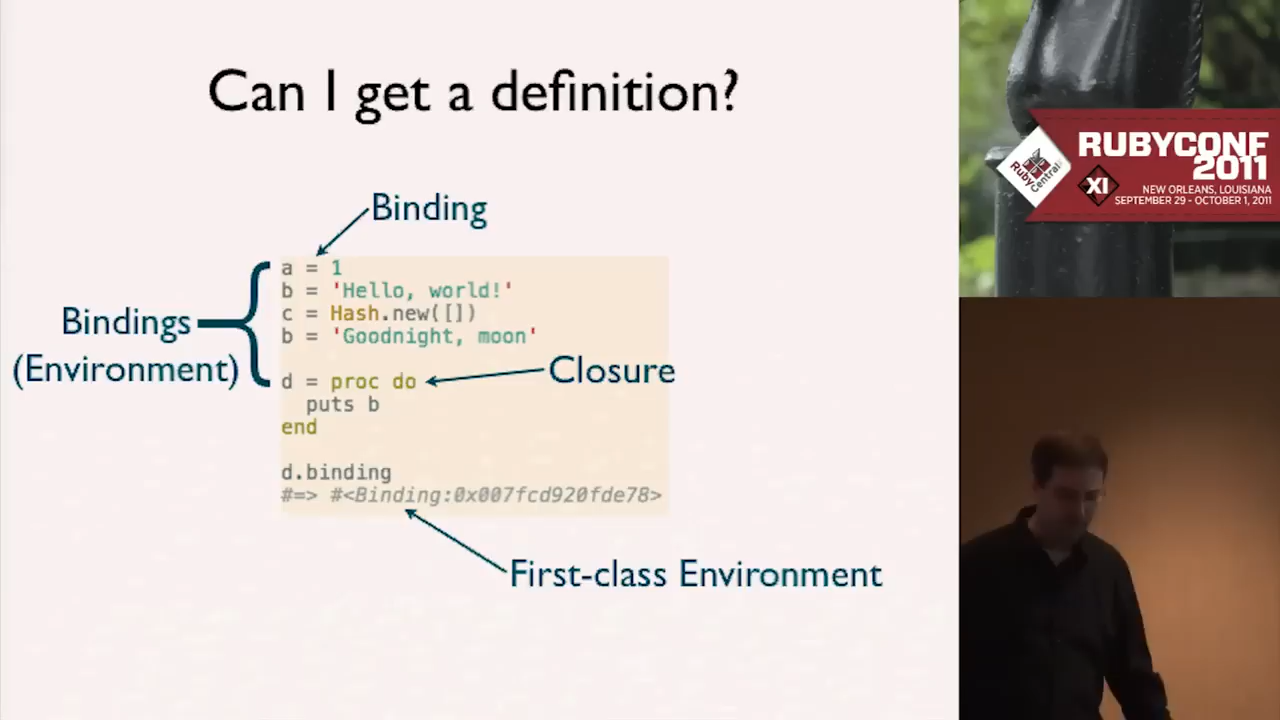 Can I get a definition?
Binding
Bindings
(Environment)
a = 1
b = 'Hello, world!'
c = Hash.new([])
b = 'Goodnight, moon'
d = proc do
Closure
puts b
end
d.binding
#=> #<Binding:0x007fcd920fde78>
First-class Environment
RubyCentral
XI
RUBYCONF
2011
NEW ORLEANS, LOUISIANA
SEPTEMBER 29 - OCTOBER 1, 2011